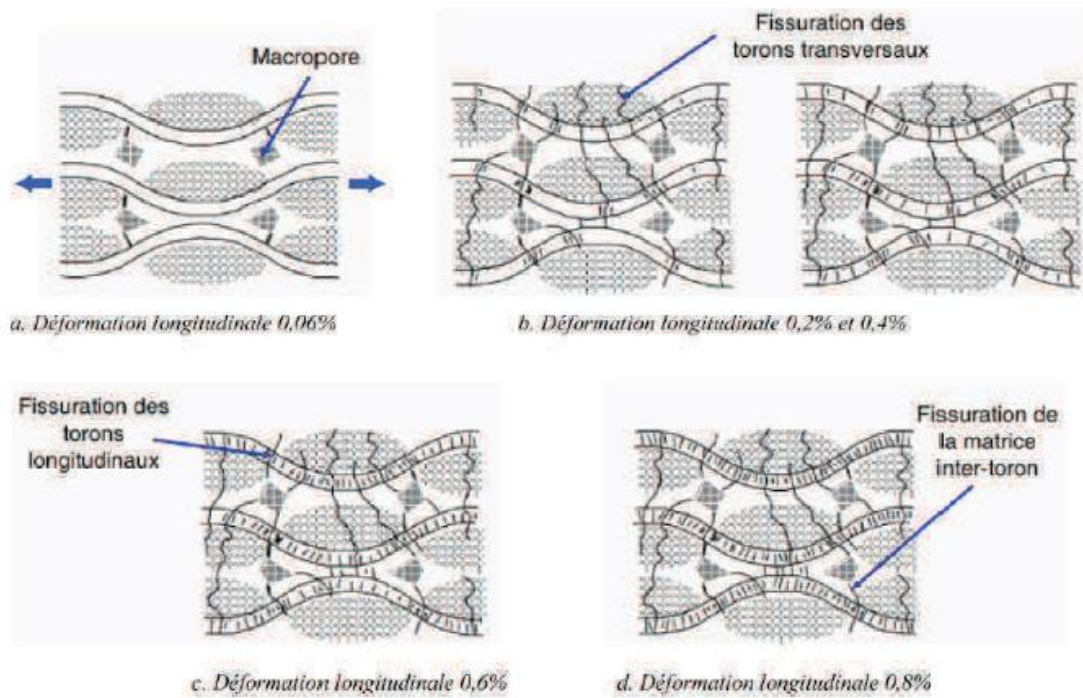 Macropore
Fissuration des
torons transversaux
a. Déformation longitudinale 0,06%
b. Déformation longitudinale 0,2% et 0,4%
Fissuration des
torons
longitudinaux
Fissuration de
la matrice
inter-toron
c. Déformation longitudinale 0,6%
d. Déformation longitudinale 0,8%